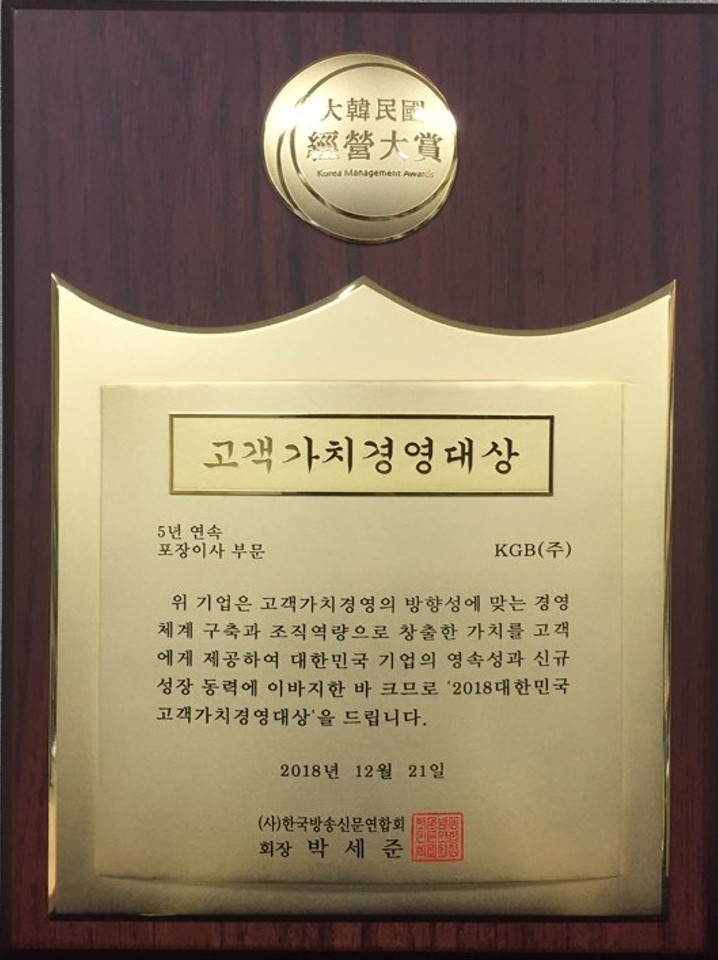 大韓民國
經營大賞
Korea Management Awards
고객가치경영대상
5년 연속
포장이사 부문
KGB(주)
위 기업은 고객가치경영의 방향성에 맞는 경영
체계 구축과 조직역량으로 창출한 가치를 고객
에게 제공하여 대한민국 기업의 영속성과 신규
성장 동력에 이바지한 바 크므로 '2018대한민국
고객가치경영대상'을 드립니다.
2018년 12월 21일
(사)한국방송신문연합회
회장 박 세 준